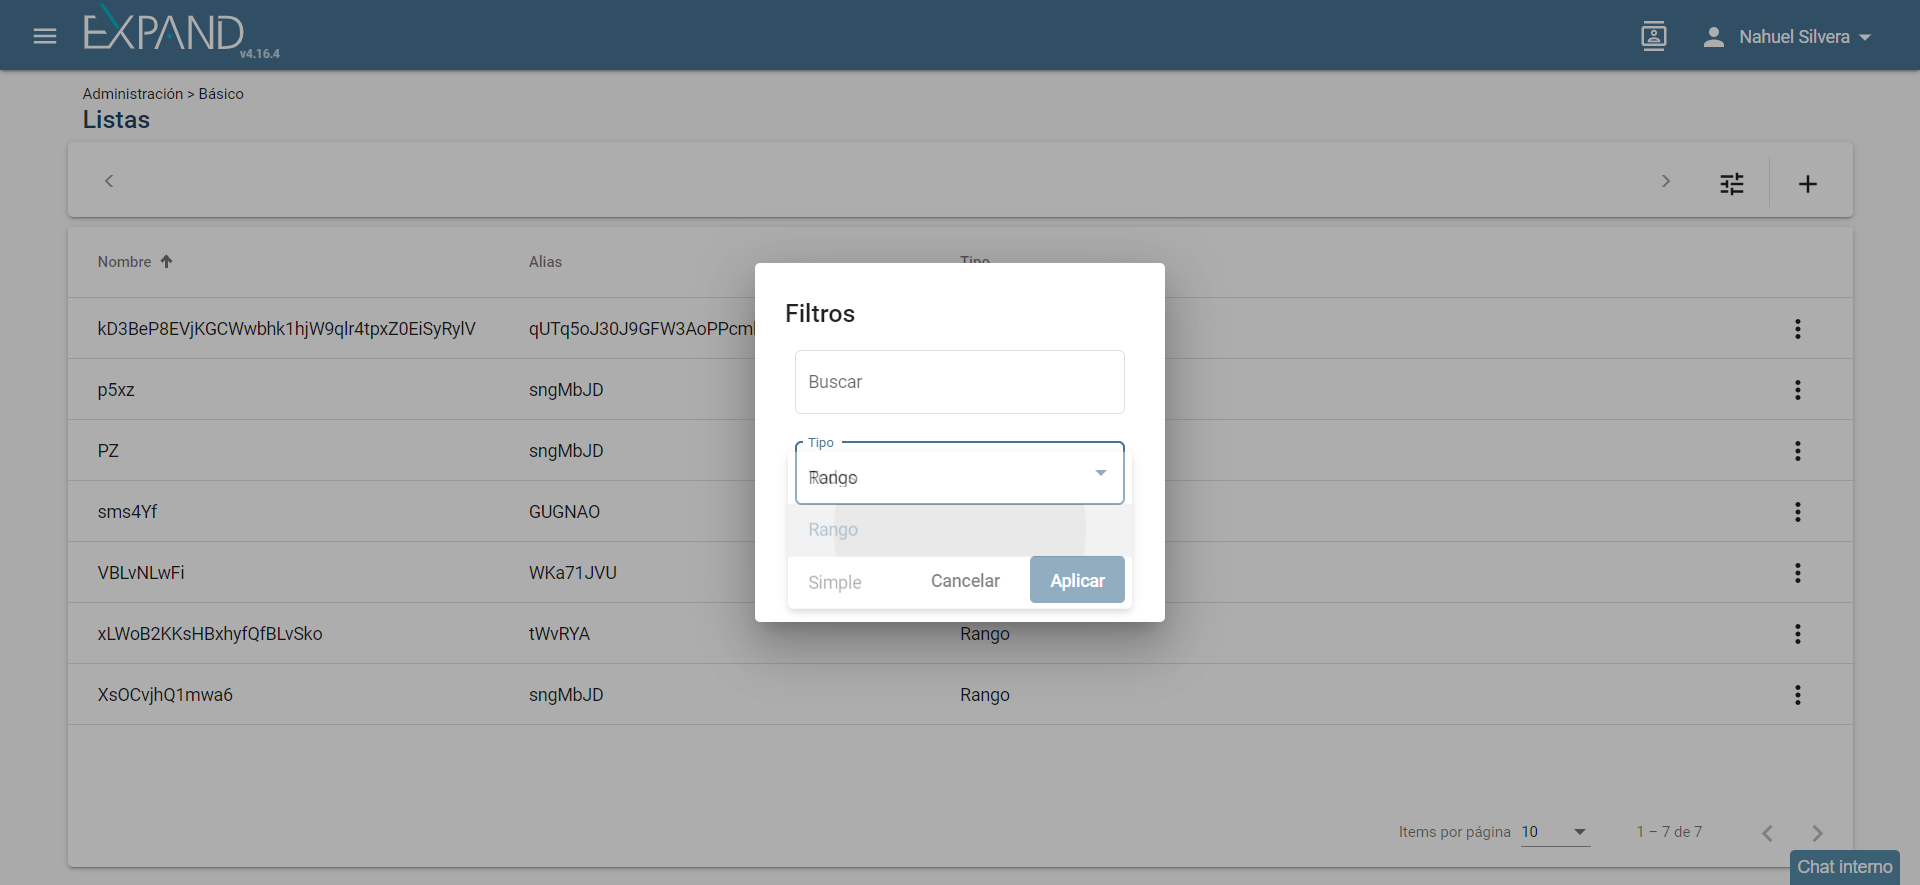 EXPAND
v4.16.4
Nahuel Silvera
Administración > Básico
Listas
Nombre Alias Tipo
kD3BeP8EVjKGCWwbhk1hjW9qlr4tpxZ0EiSyRylV
p5xz sngMbJD
PZ sngMbJD
sms4Yf GUGNAO
VBLvNLwFi WKa71JVU
xLWoB2KKsHBxhyfQfBLvSko tWvRYA Rango
XsOCvjhQ1mwa6 sngMbJD Rango
Filtros
Buscar
Tipo
Rango
Rango
Simple
Cancelar Aplicar
Items por página 10 1 – 7 de 7
Chat interno